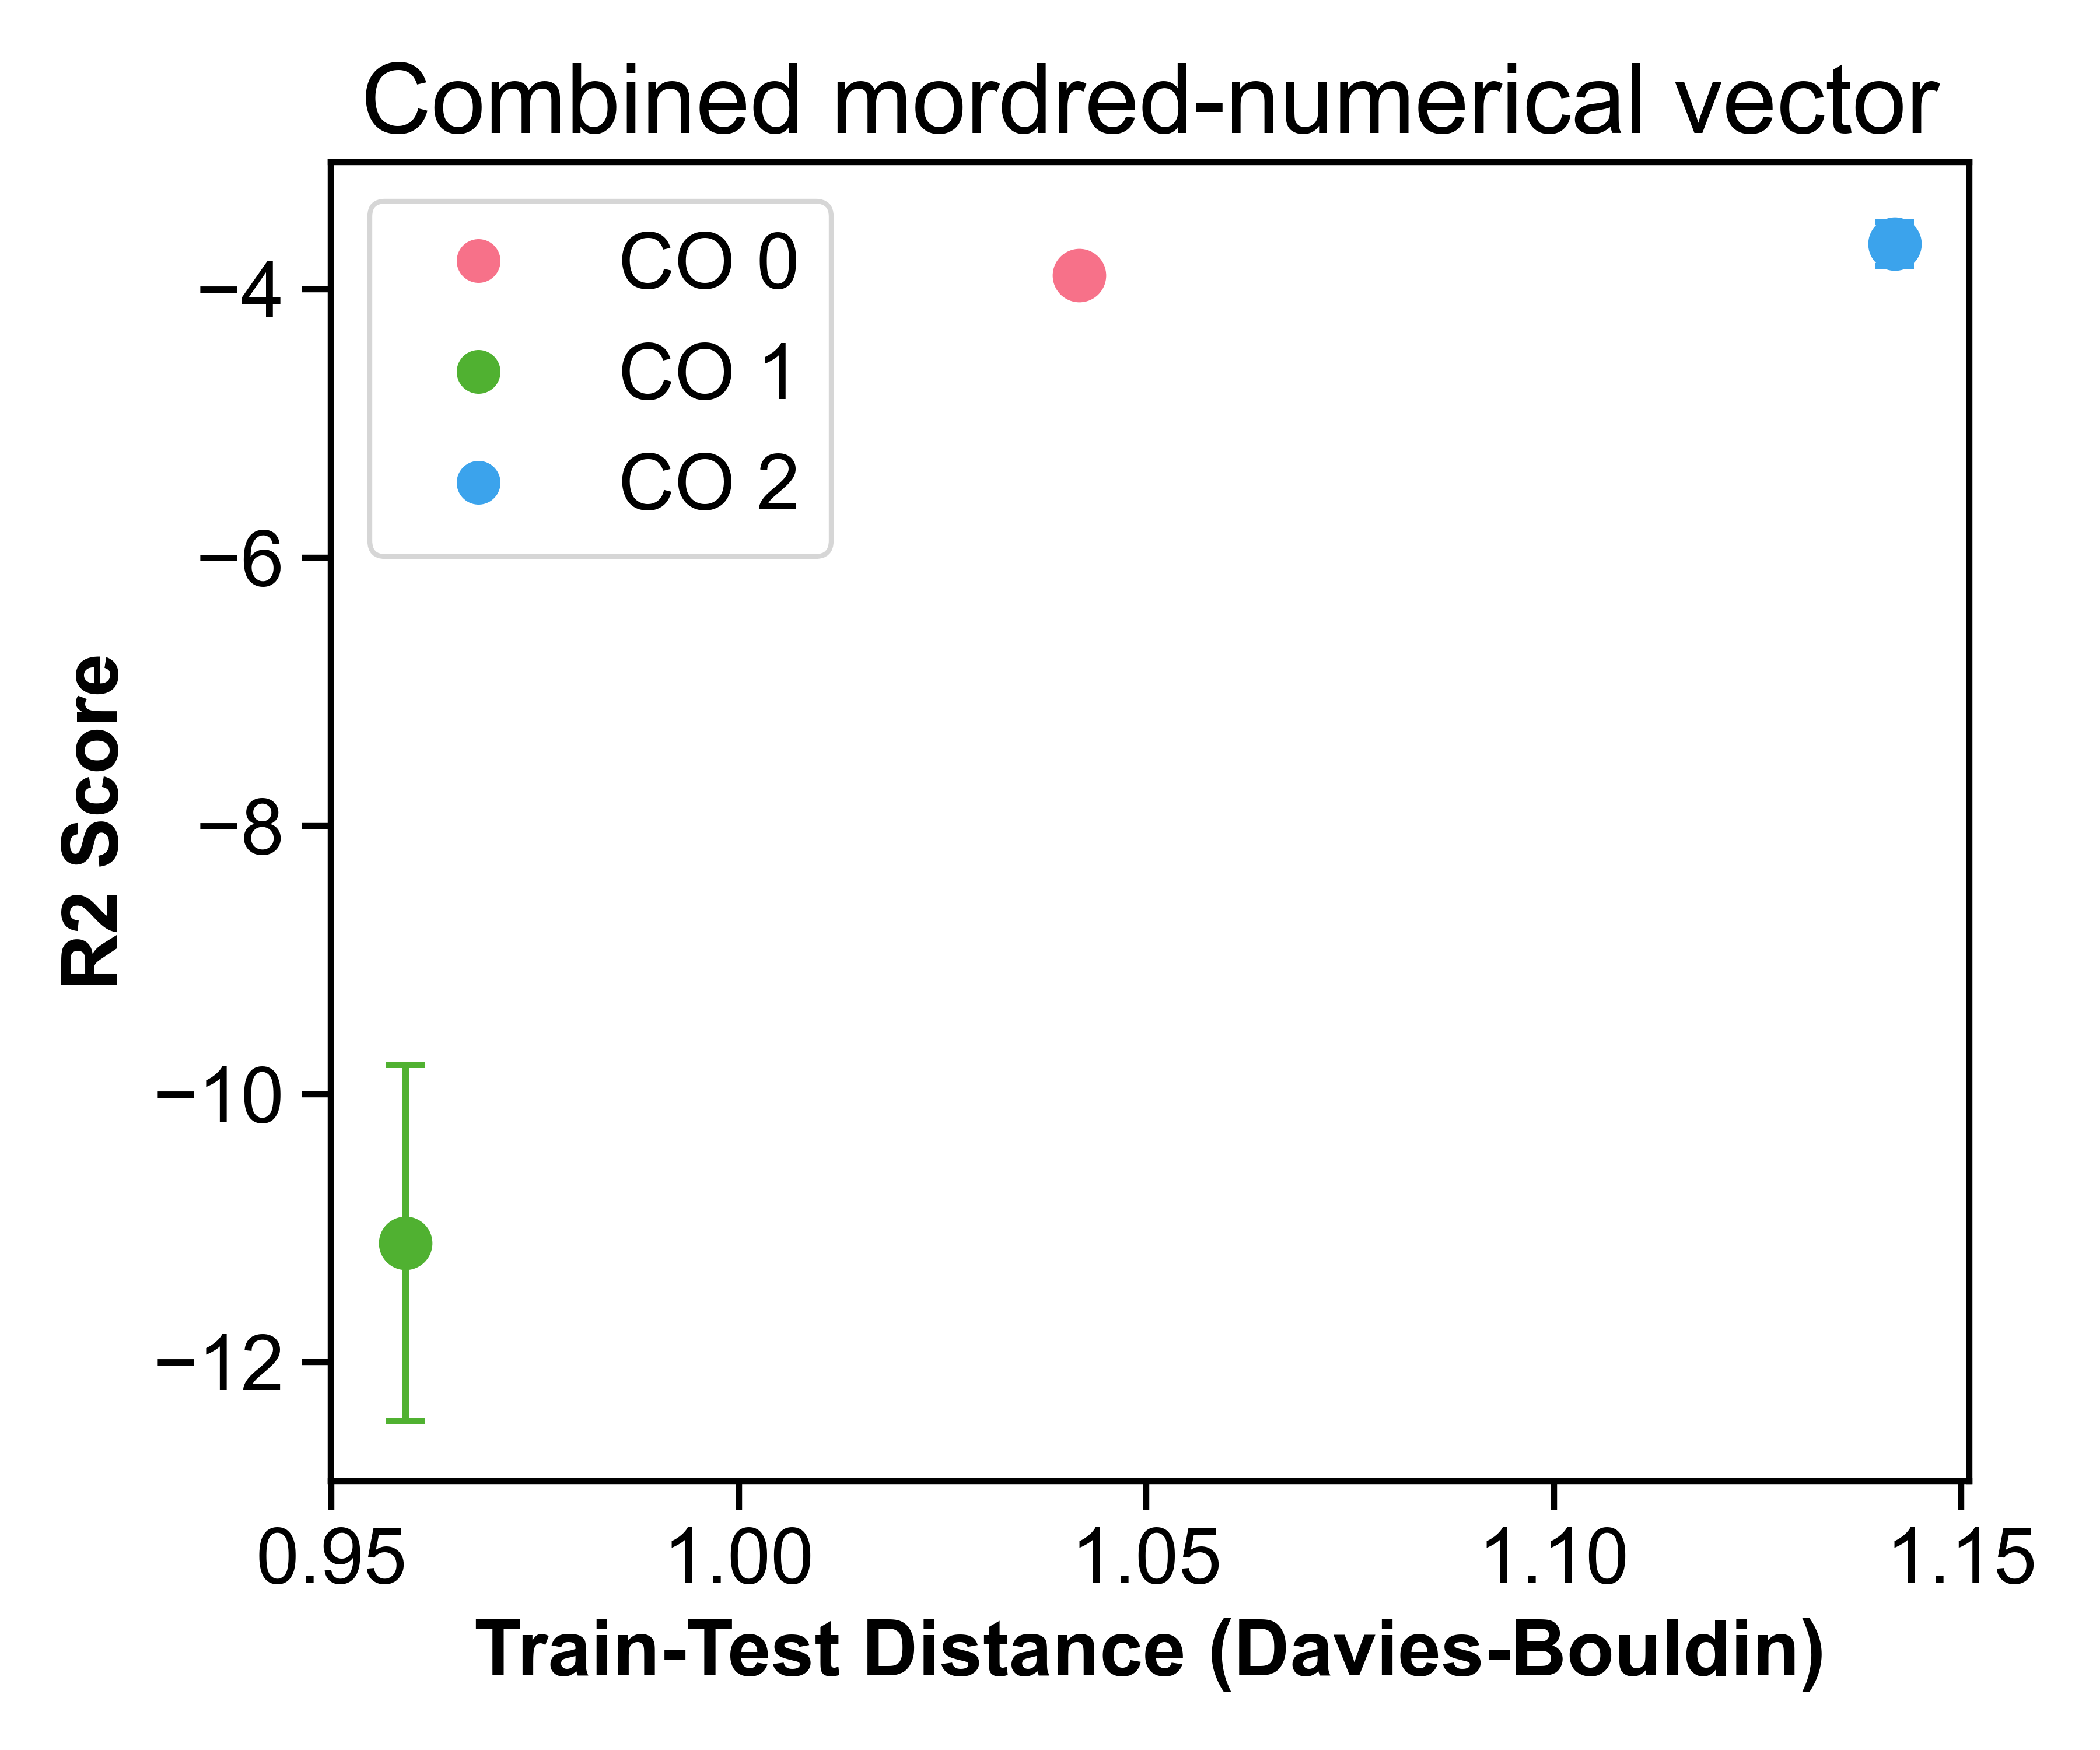 Combined mordred-numerical vector
CO 0
CO 1
CO 2
−4
−6
−8
−10
−12
R2 Score
0.95 1.00 1.05 1.10 1.15
Train-Test Distance (Davies-Bouldin)